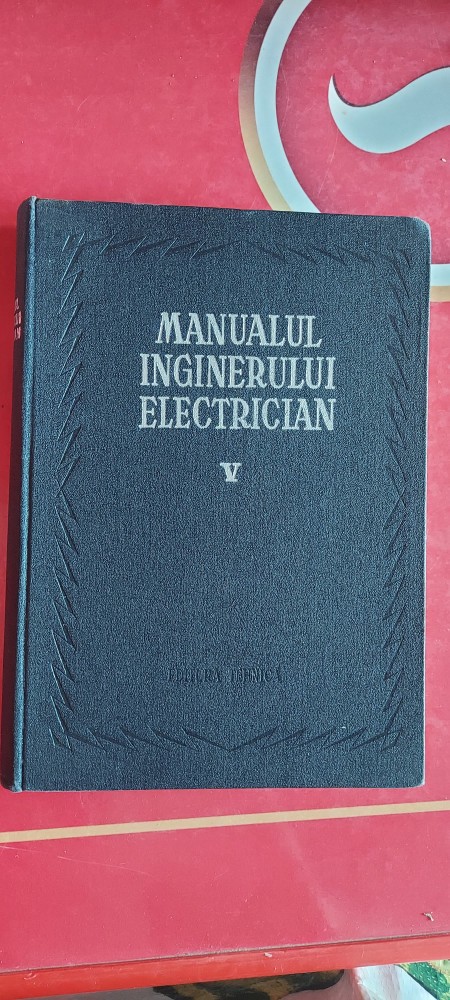 MANUALUL
INGINERULUI
ELECTRICIAN
V
EDITURA TEHNICĂ